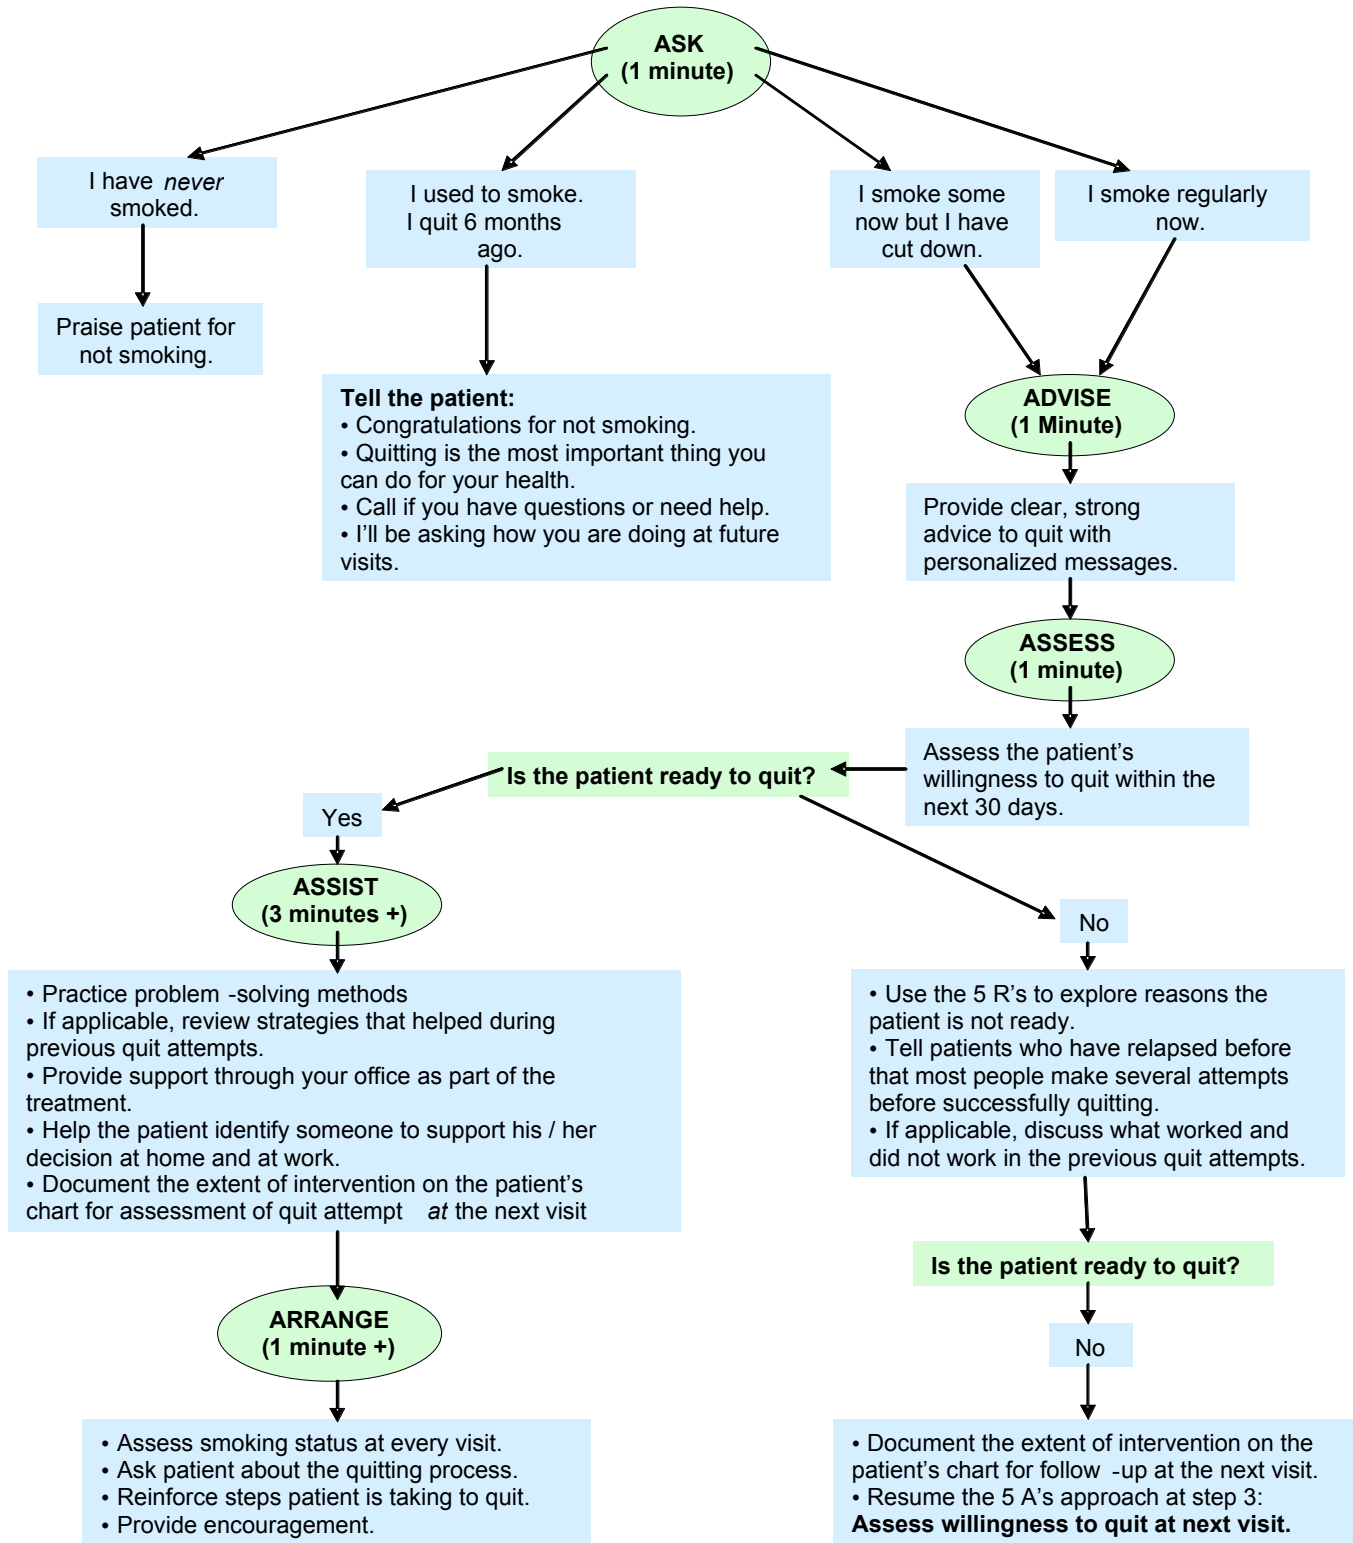 ASK
(1 minute)
I have never
smoked.
I used to smoke.
I quit 6 months
ago.
I smoke some
now but I have
cut down.
I smoke regularly
now.
Praise patient for
not smoking.
Tell the patient:
• Congratulations for not smoking.
• Quitting is the most important thing you
can do for your health.
• Call if you have questions or need help.
• I’ll be asking how you are doing at future
visits.
ADVISE
(1 Minute)
Provide clear, strong
advice to quit with
personalized messages.
ASSESS
(1 minute)
Assess the patient’s
willingness to quit within the
next 30 days.
Is the patient ready to quit?
Yes
ASSIST
(3 minutes +)
• Practice problem -solving methods
• If applicable, review strategies that helped during
previous quit attempts.
• Provide support through your office as part of the
treatment.
• Help the patient identify someone to support his / her
decision at home and at work.
• Document the extent of intervention on the patient’s
chart for assessment of quit attempt at the next visit
ARRANGE
(1 minute +)
• Assess smoking status at every visit.
• Ask patient about the quitting process.
• Reinforce steps patient is taking to quit.
• Provide encouragement.
No
• Use the 5 R’s to explore reasons the
patient is not ready.
• Tell patients who have relapsed before
that most people make several attempts
before successfully quitting.
• If applicable, discuss what worked and
did not work in the previous quit attempts.
Is the patient ready to quit?
No
• Document the extent of intervention on the
patient’s chart for follow -up at the next visit.
• Resume the 5 A’s approach at step 3:
Assess willingness to quit at next visit.